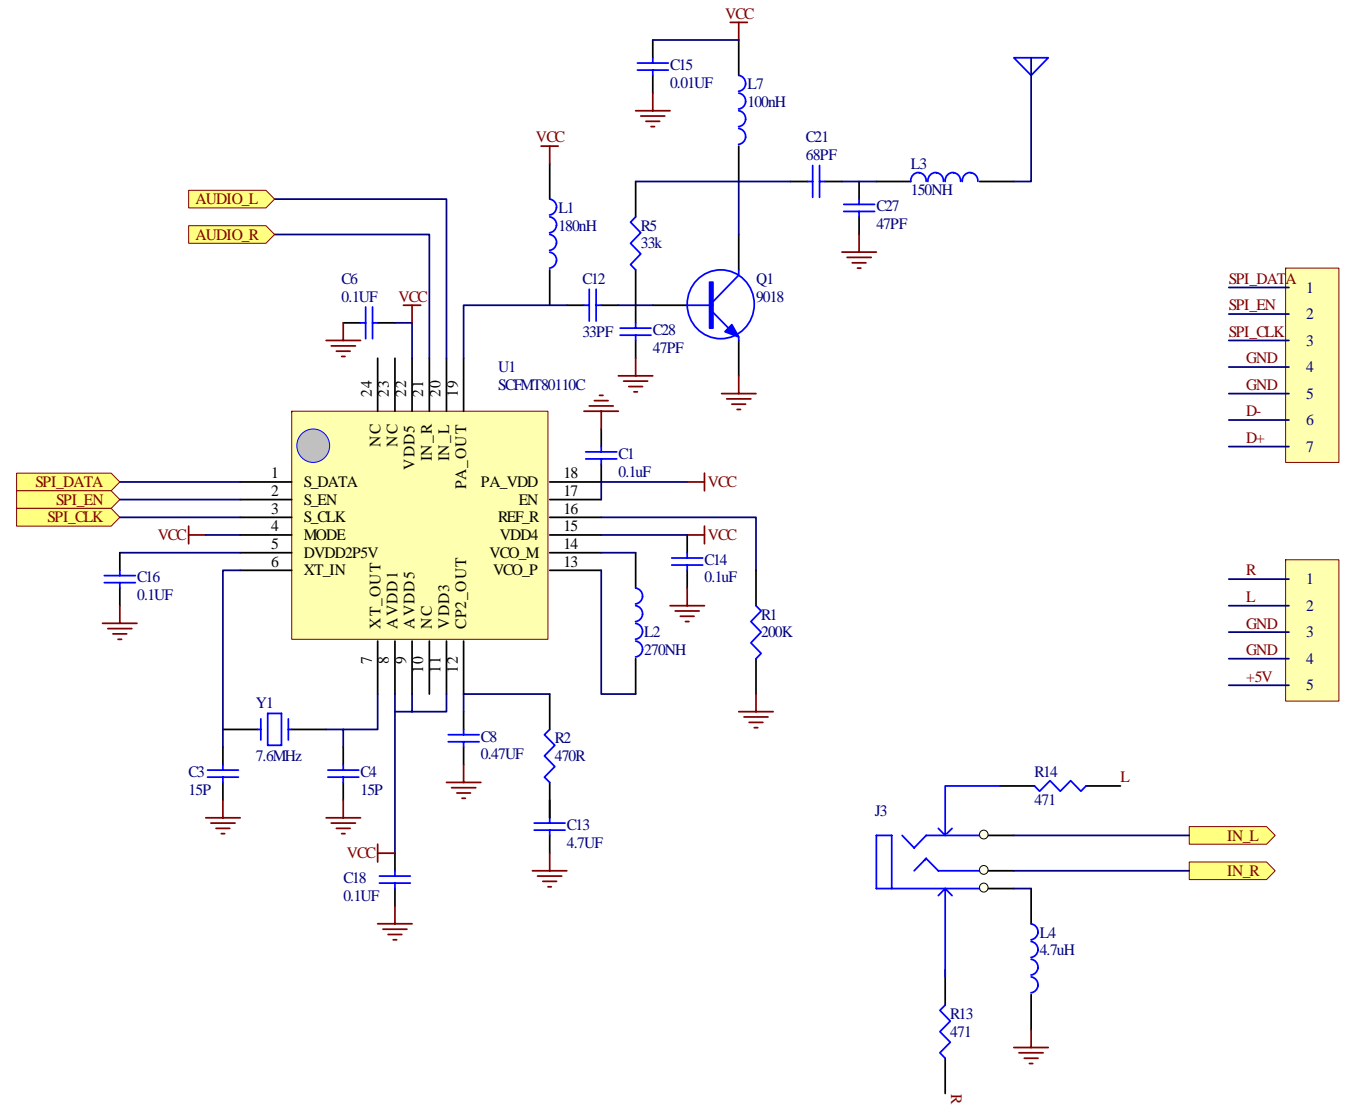 VCC
C15
0.01UF
L7
100nH
VCC
C21
68PF
L3
150NH
AUDIO_L
L1
180nH
C27
47PF
AUDIO_R
R5
33k
C6
0.1UF
VCC
C12
33PF
Q1
9018
C28
47PF
U1
SCFMT80110C
24
23
22
21
20
19
NC
NC
VDD5
IN_R
IN_L
PA_OUT
C1
0.1uF
SPI_DATA
1
S_DATA
PA_VDD
18
VCC
SPI_EN
2
S_EN
EN
17
SPI_CLK
3
S_CLK
REF_R
16
VCC
4
MODE
VDD4
15
VCC
5
DVDD2P5V
VCO_M
14
6
XT_IN
VCO_P
13
C14
0.1uF
C16
0.1UF
XT_OUT
AVDD1
AVDD5
NC
VDD3
CP2_OUT
7
8
9
10
11
12
L2
270NH
R1
200K
Y1
7.6MHz
C3
15P
C4
15P
C8
0.47UF
R2
470R
C13
4.7UF
VCC
C18
0.1UF
SPI_DATA 1
SPI_EN 2
SPI_CLK 3
GND 4
GND 5
D- 6
D+ 7
R 1
L 2
GND 3
GND 4
+5V 5
R14
471
L
J3
IN_L
IN_R
L4
4.7uH
R13
471
R